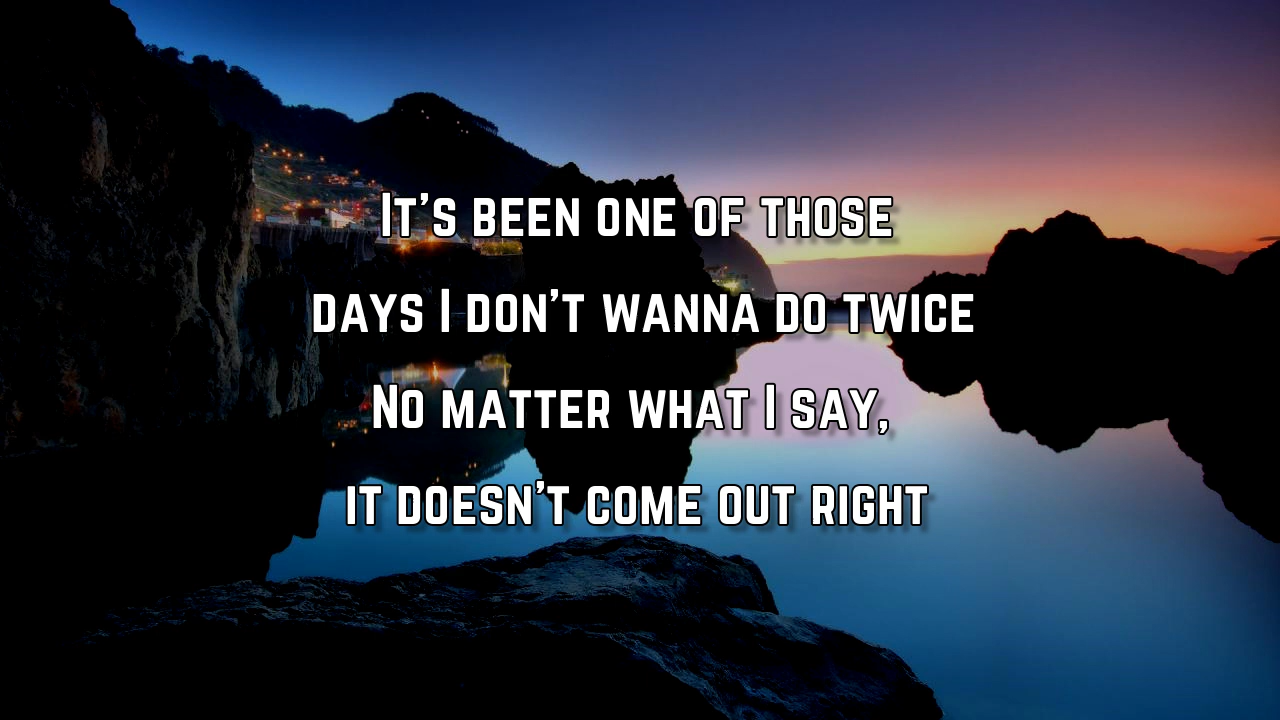 It's been one of those
days I don't wanna do twice
No matter what I say,
it doesn't come out right